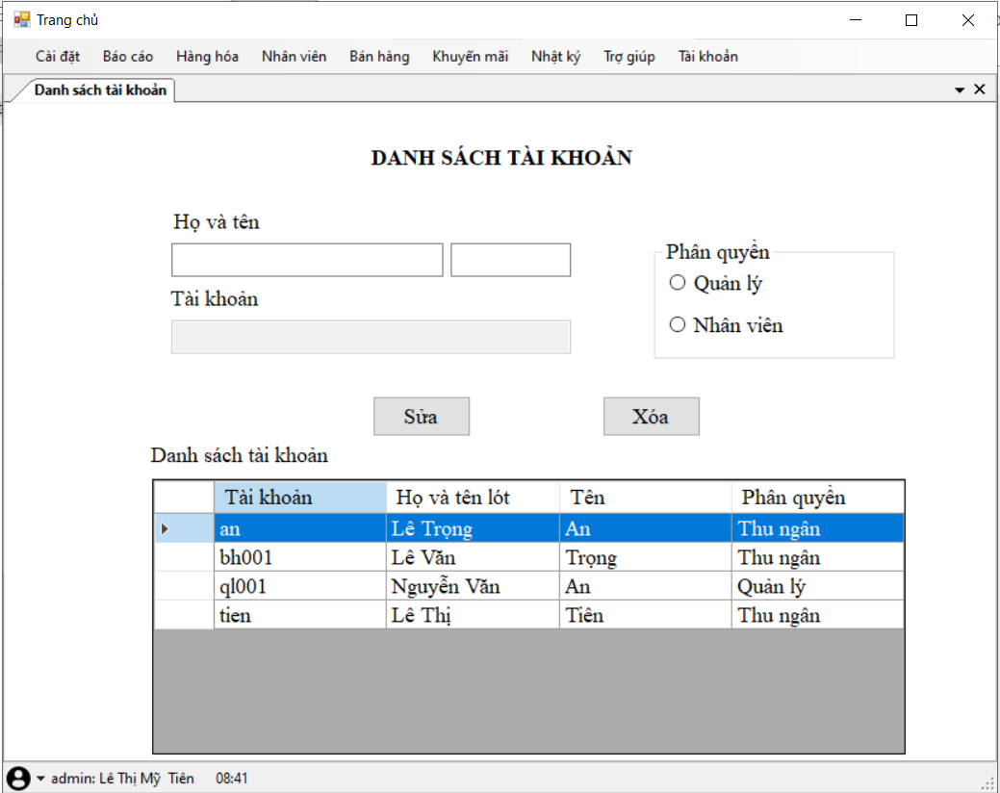 Trang chủ
Cài đặt Báo cáo Hàng hóa Nhân viên Bán hàng Khuyến mãi Nhật ký Trợ giúp Tài khoản
Danh sách tài khoản
DANH SÁCH TÀI KHOẢN
Họ và tên
Phân quyền
Quản lý
Tài khoản
Nhân viên
Sửa Xóa
Danh sách tài khoản
Tài khoản Họ và tên lót Tên Phân quyền
an Lê Trọng An Thu ngân
bh001 Lê Văn Trọng Thu ngân
ql001 Nguyễn Văn An Quản lý
tien Lê Thị Tiên Thu ngân
admin: Lê Thị Mỹ Tiên 08:41